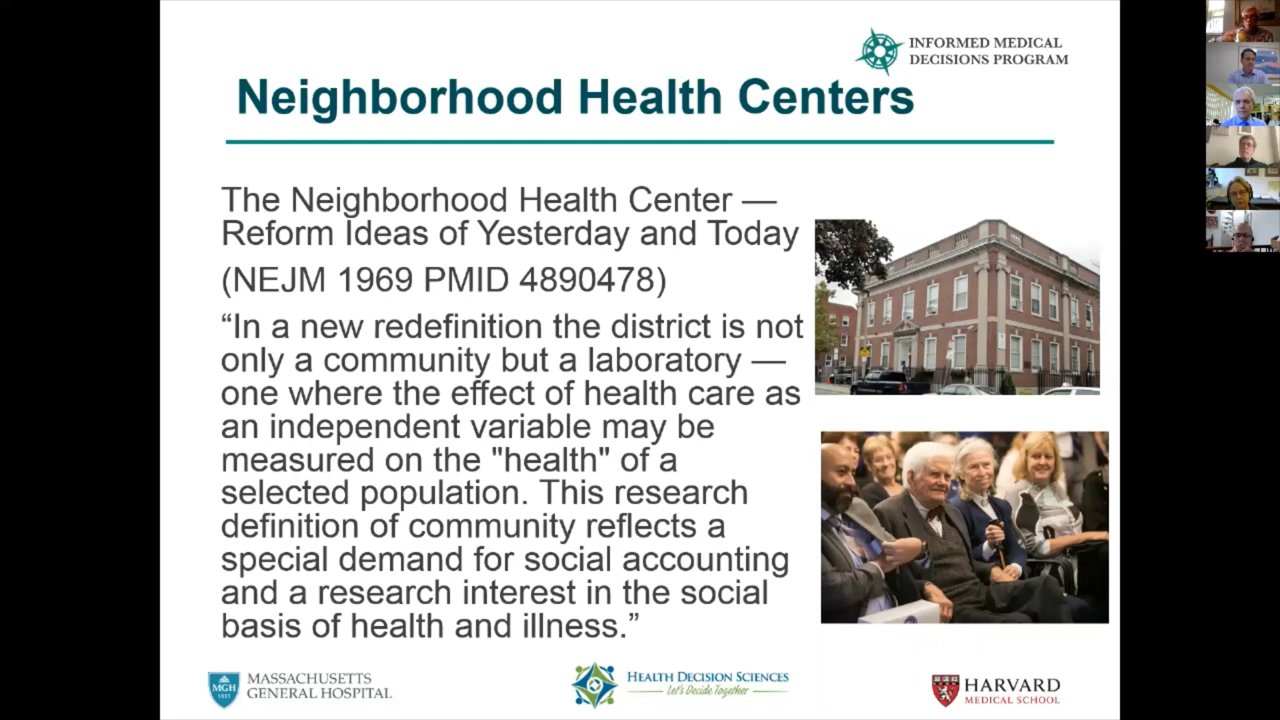 INFORMED MEDICAL
DECISIONS PROGRAM
Neighborhood Health Centers
The Neighborhood Health Center —
Reform Ideas of Yesterday and Today
(NEJM 1969 PMID 4890478)
“In a new redefinition the district is not
only a community but a laboratory —
one where the effect of health care as
an independent variable may be
measured on the "health" of a
selected population. This research
definition of community reflects a
special demand for social accounting
and a research interest in the social
basis of health and illness.”
MGH
1811
MASSACHUSETTS
GENERAL HOSPITAL
HEALTH DECISION SCIENCES
Let's Decide Together
HARVARD
MEDICAL SCHOOL